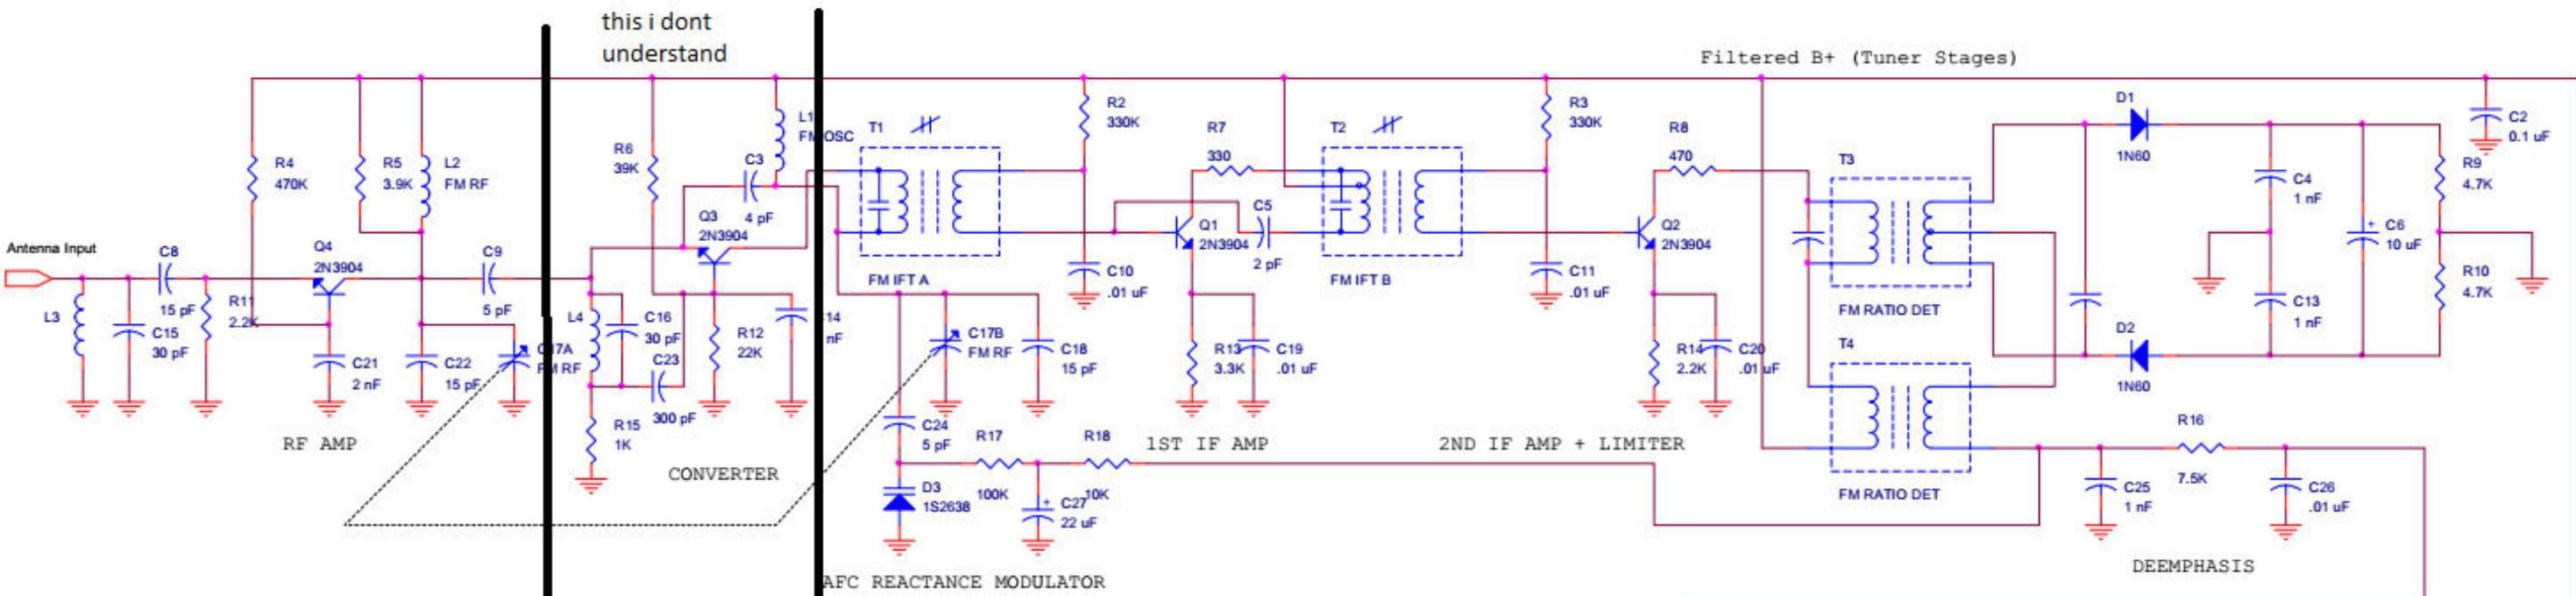 this i dont
understand
Filtered B+ (Tuner Stages)
Antenna Input
L3
C15
30 pF
C8
15 pF
R11
2.2K
R4
470K
Q4
2N3904
C21
2 nF
R5
3.9K
L2
FM RF
C22
15 pF
C9
5 pF
RF AMP
L4
C16
30 pF
C23
300 pF
R15
1K
R6
39K
Q3
2N3904
C3
4 pF
R12
22K
CONVERTER
T1
FM IFT A
C17B
FM RF
C18
15 pF
C24
5 pF
D3
1S2638
R17
100K
R18
10K
C27
22 uF
AFC REACTANCE MODULATOR
R2
330K
C10
.01 uF
R7
330
Q1
2N3904
C5
2 pF
R13
3.3K
C19
.01 uF
1ST IF AMP
T2
FM IFT B
R3
330K
C11
.01 uF
R8
470
Q2
2N3904
R14
2.2K
C20
.01 uF
2ND IF AMP + LIMITER
T3
FM RATIO DET
T4
FM RATIO DET
D1
1N60
D2
1N60
C4
1 nF
C13
1 nF
C6
10 uF
R9
4.7K
R10
4.7K
C2
0.1 uF
R16
7.5K
C25
1 nF
C26
.01 uF
DEEMPHASIS